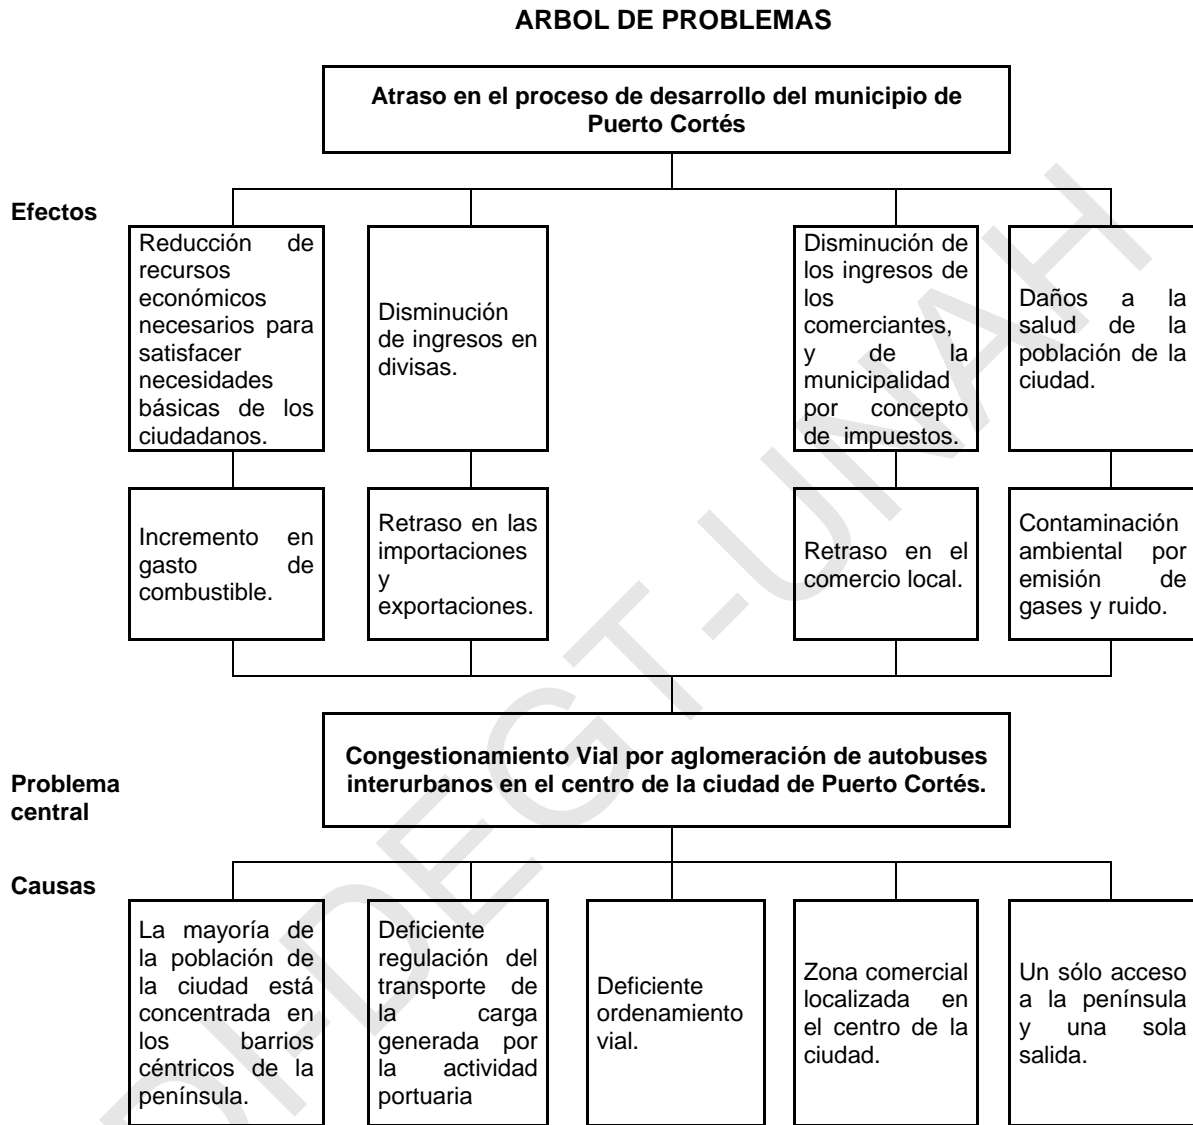 ARBOL DE PROBLEMAS
Atraso en el proceso de desarrollo del municipio de
Puerto Cortés
Efectos
Reducción de
recursos
económicos
necesarios para
satisfacer
necesidades
básicas de los
ciudadanos.
Disminución
de ingresos en
divisas.
Disminución de
los ingresos de
los
comerciantes,
y de la
municipalidad
por concepto
de impuestos.
Daños a la
salud de la
población de la
ciudad.
Incremento en
gasto de
combustible.
Retraso en las
importaciones
y
exportaciones.
Retraso en el
comercio local.
Contaminación
ambiental por
emisión de
gases y ruido.
Problema
central
Congestionamiento Vial por aglomeración de autobuses
interurbanos en el centro de la ciudad de Puerto Cortés.
Causas
La mayoría de
la población de
la ciudad está
concentrada en
los barrios
céntricos de la
península.
Deficiente
regulación del
transporte de
la carga
generada por
la actividad
portuaria
Deficiente
ordenamiento
vial.
Zona comercial
localizada en
el centro de la
ciudad.
Un sólo acceso
a la península
y una sola
salida.
DI-DEGT-UNAH